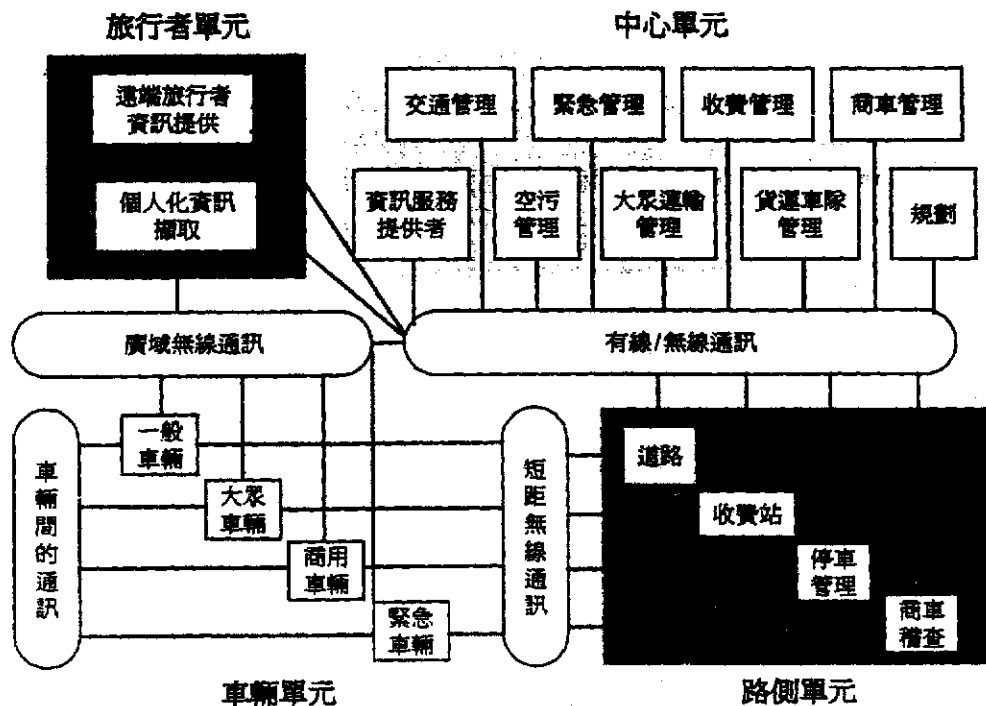 旅行者單元
中心單元
遠端旅行者
資訊提供
個人化資訊
擷取
交通管理
緊急管理
收費管理
商車管理
資訊服務
提供者
空污
管理
大眾運輸
管理
貨運車隊
管理
規劃
廣域無線通訊
有線/無線通訊
車輛間的通訊
一般
車輛
大眾
車輛
商用
車輛
緊急
車輛
短距無線通訊
道路
收費站
停車
管理
商車
稽查
車輛單元
路側單元